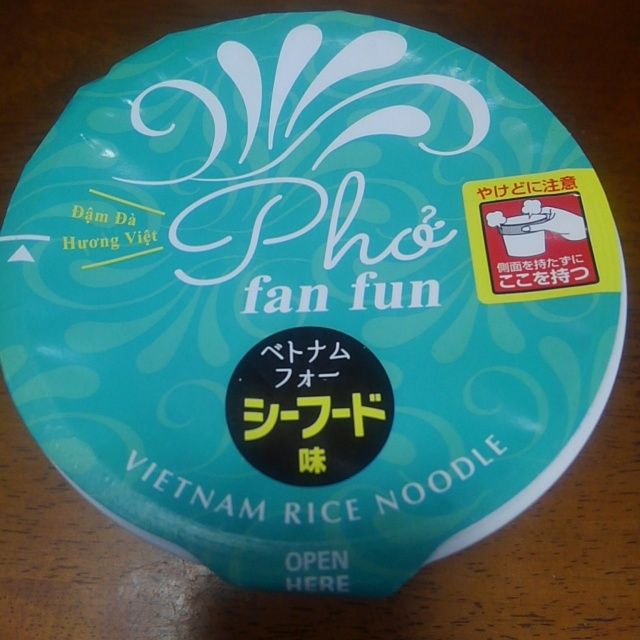 Phở
fan fun
Đậm Đà
Hương Việt
やけどに注意
側面を持たずに
ここを持つ
ベトナム
フォー
シーフード
味
VIETNAM RICE NOODLE
OPEN
HERE